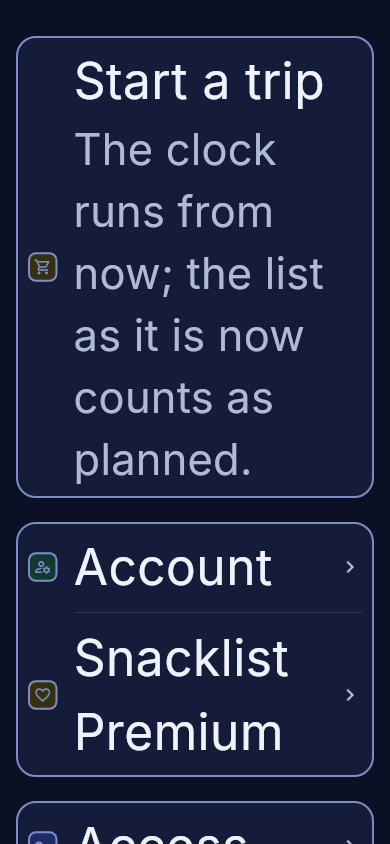 Start a trip
The clock
runs from
now; the list
as it is now
counts as
planned.
Account
Snacklist
Premium
Access